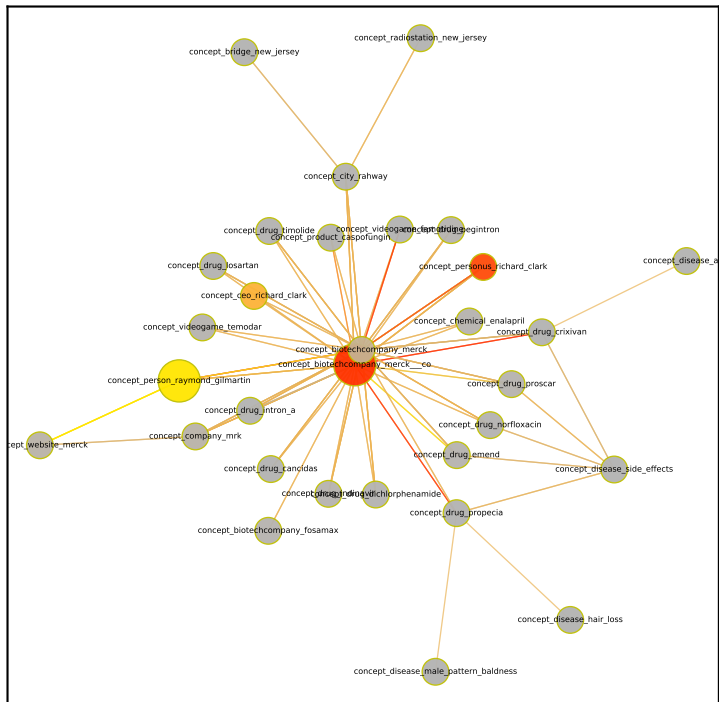 concept_radiostation_new_jersey
concept_bridge_new_jersey
concept_city_rahway
concept_drug_timolide
concept_product_caspofungin
concept_drug_losartan
concept_personus_richard_clark
concept_disease_a
concept_ceo_richard_clark
concept_videogame_temodar
concept_chemical_enalapril
concept_drug_crixivan
concept_biotechcompany_merck
concept_biotechcompany_merck___co
concept_person_raymond_gilmartin
concept_drug_proscar
concept_drug_intron_a
concept_drug_norfloxacin
concept_company_mrk
cept_website_merck
concept_drug_emend
concept_drug_cancidas
concept_disease_side_effects
concept_drug_dichlorphenamide
concept_drug_propecia
concept_biotechcompany_fosamax
concept_disease_hair_loss
concept_disease_male_pattern_baldness